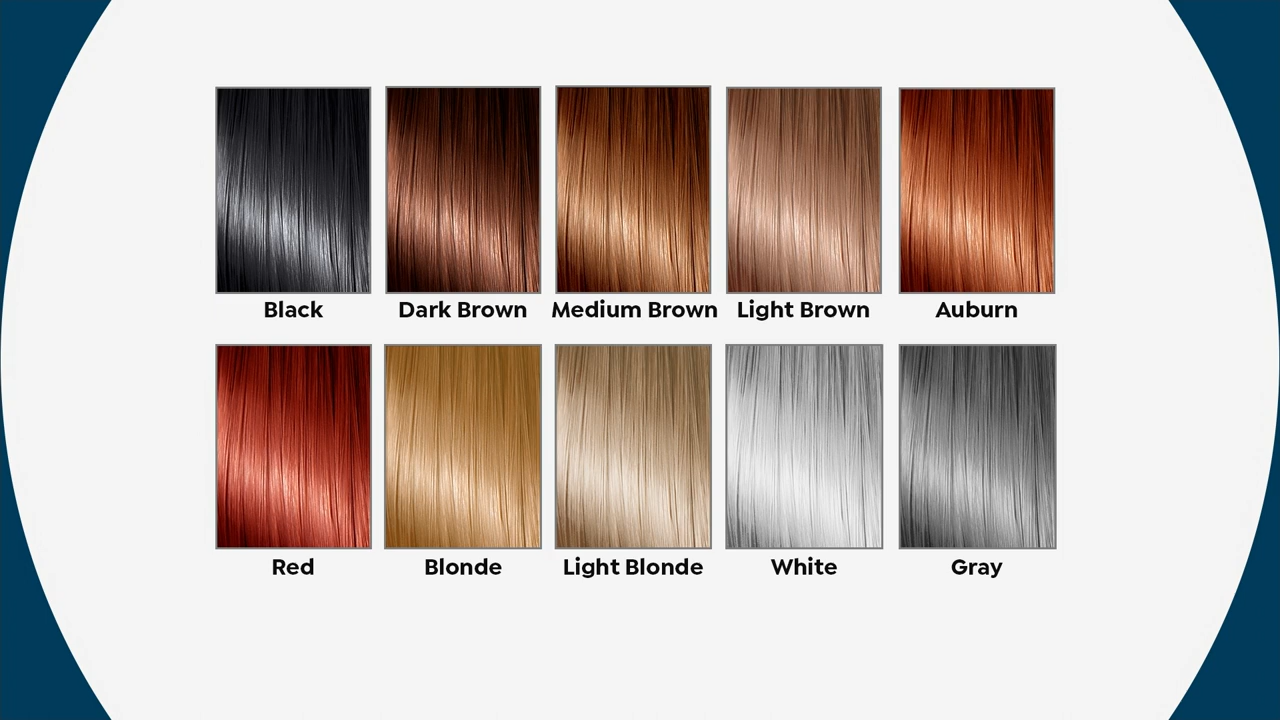 Black
Dark Brown
Medium Brown
Light Brown
Auburn
Red
Blonde
Light Blonde
White
Gray